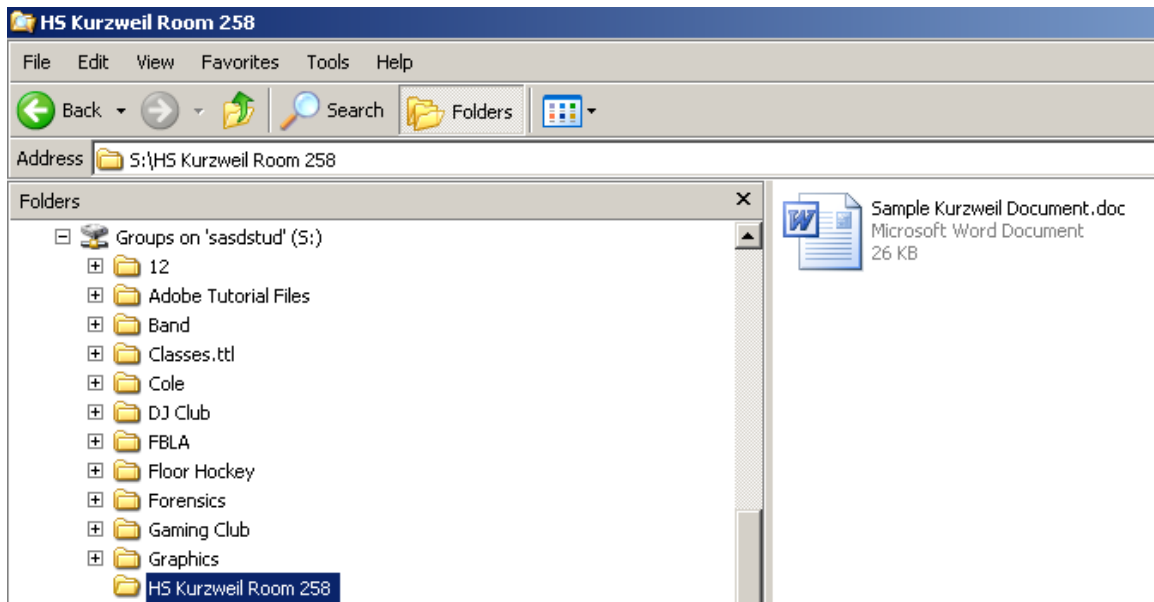 HS Kurzweil Room 258
File Edit View Favorites Tools Help
Back Search Folders
Address S:\HS Kurzweil Room 258
Folders
Groups on 'sasdstud' (S:)
12
Adobe Tutorial Files
Band
Classes.ttl
Cole
DJ Club
FBLA
Floor Hockey
Forensics
Gaming Club
Graphics
HS Kurzweil Room 258
Sample Kurzweil Document.doc
Microsoft Word Document
26 KB